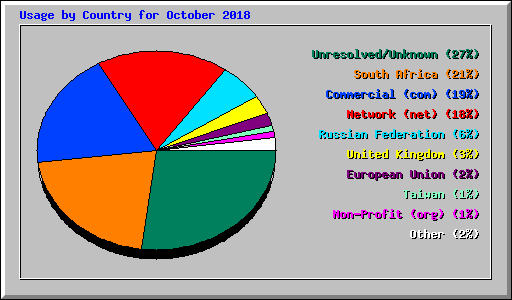 Usage by Country for October 2018
Unresolved/Unknown (27%)
South Africa (21%)
Commercial (com) (19%)
Network (net) (18%)
Russian Federation (6%)
United Kingdom (3%)
European Union (2%)
Taiwan (1%)
Non-Profit (org) (1%)
Other (2%)